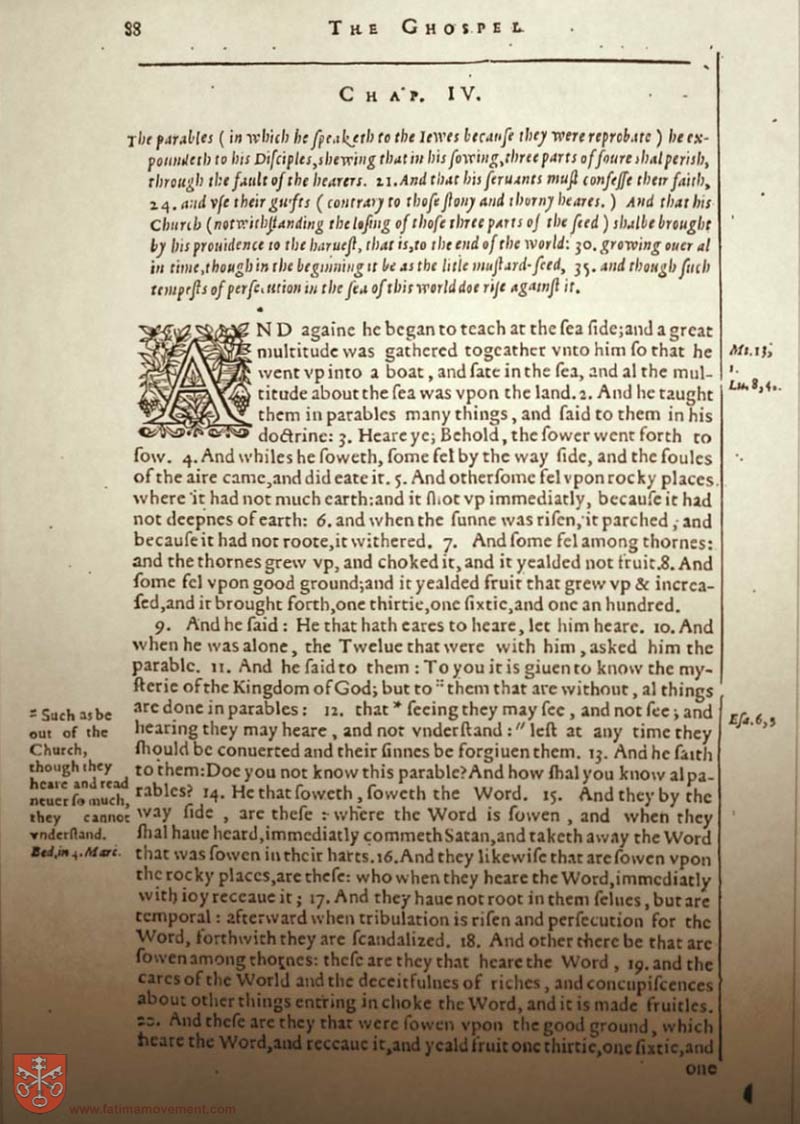 88
THE GHOSPEL
CHAP. IV.
The parables ( in which he ſpeaketh to the Iewes becauſe they were reprobate ) he ex-
poundeth to his Diſciples, shewing that in his ſowing, three parts of foure shal perish,
through the fault of the hearers. 21. And that his ſeruants muſt confeſſe their faith,
24. and vſe their guifts ( contrary to thoſe ſtony and thorny heares. ) And that his
Church (notwithſtanding the loſing of thoſe three parts of the ſeed ) shalbe brought
by his prouidence to the harueſt, that is, to the end of the world: 30. growing ouer al
in time, though in the beginning it be as the litle muſtard-ſeed, 35. and though ſuch
tempeſts of perſecution in the ſea of this world doe riſe againſt it.
AND againe he began to teach at the ſea ſide; and a great
multitude was gathered togeather vnto him ſo that he
went vp into a boat, and ſate in the ſea, and al the mul-
titude about the ſea was vpon the land. 2. And he taught
them in parables many things, and ſaid to them in his
doctrine: 3. Heare ye; Behold, the ſower went forth to
ſow. 4. And whiles he ſoweth, ſome fel by the way ſide, and the foules
of the aire came, and did eate it. 5. And otherſome fel vpon rocky places
where it had not much earth: and it ſhot vp immediatly, becauſe it had
not deepnes of earth: 6. and when the ſunne was riſen, it parched, and
becauſe it had not roote, it withered. 7. And ſome fel among thornes:
and the thornes grew vp, and choked it, and it yealded not fruit. 8. And
ſome fel vpon good ground; and it yealded fruit that grew vp & increa-
ſed, and it brought forth, one thirtie, one ſixtie, and one an hundred.
9. And he ſaid: He that hath eares to heare, let him heare. 10. And
when he was alone, the Twelue that were with him, asked him the
parable. 11. And he ſaid to them: To you it is giuen to know the my-
ſterie of the Kingdom of God; but to " them that are without, al things
are done in parables: 12. that * ſeeing they may ſee, and not ſee; and
hearing they may heare, and not vnderſtand: " leſt at any time they
ſhould be conuerted and their ſinnes be forgiuen them. 13. And he ſaith
to them: Doe you not know this parable? And how ſhal you know al pa-
rables? 14. He that ſoweth, ſoweth the Word. 15. And they by the
way ſide, are theſe: where the Word is ſowen, and when they
ſhal haue heard, immediatly commeth Satan, and taketh away the Word
that was ſowen in their harts. 16. And they likewiſe that are ſowen vpon
the rocky places, are theſe: who when they heare the Word, immediatly
with ioy receaue it; 17. And they haue not root in them ſelues, but are
temporal: afterward when tribulation is riſen and perſecution for the
Word, forthwith they are ſcandalized. 18. And other there be that are
ſowen among thornes: theſe are they that heare the Word, 19. and the
cares of the World and the deceitfulnes of riches, and concupiſcences
about other things entring in choke the Word, and it is made fruitles.
20. And theſe are they that were ſowen vpon the good ground, which
heare the Word, and receaue it, and yeald fruit one thirtie, one ſixtie, and
one
Mt. 13,
1.
Lu. 8, 4.
Eſa. 6, 9
" Such as be
out of the
Church,
though they
heare and read
neuer ſo much,
they cannot
vnderſtand.
Bed, in 4. Marc.
www.fatimamovement.com